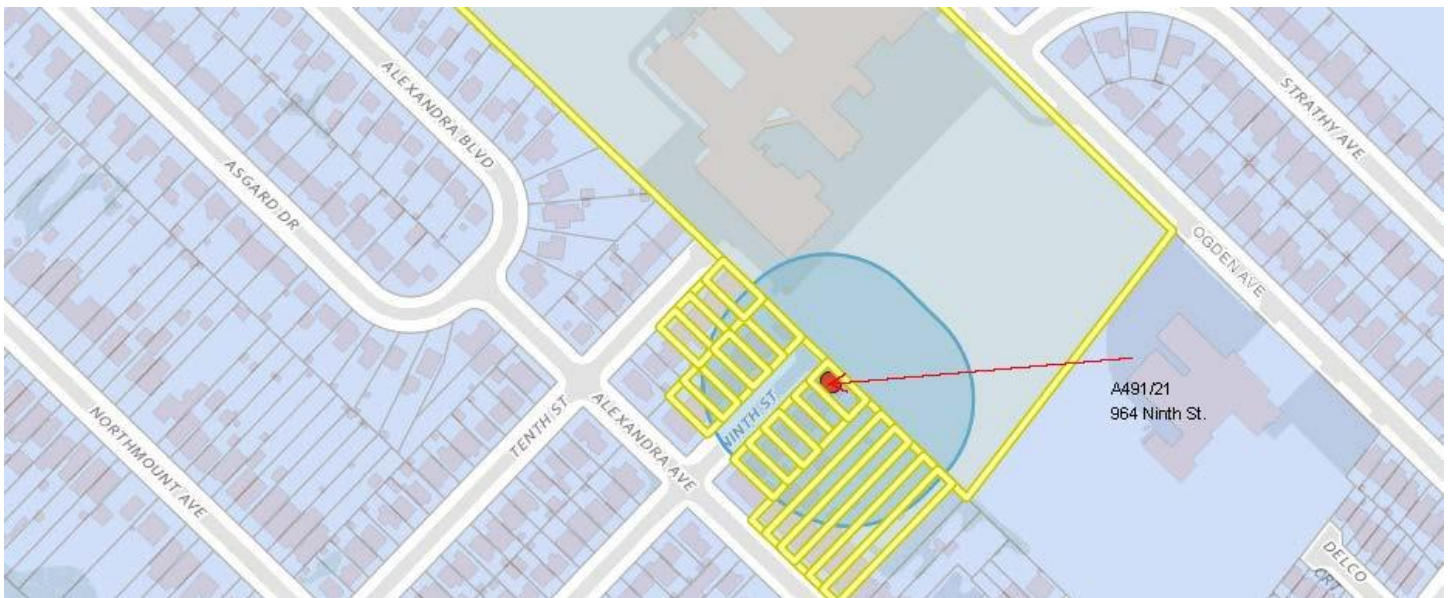 ALEXANDRA BLVD
STRATHY AVE
ASGARD DR
OGDEN AVE
A491/21
964 Ninth St.
NINTH ST
TENTH ST
ALEXANDRA AVE
NORTHMOUNT AVE
DELCO
CRT